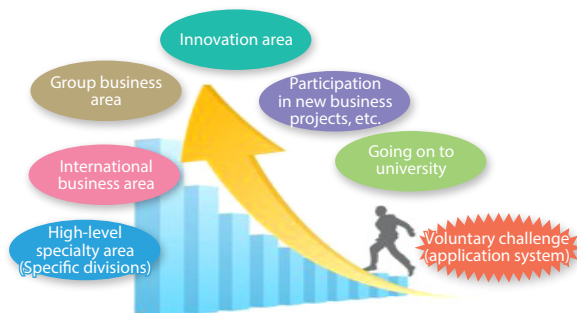 Innovation area
Group business
area
Participation
in new business
projects, etc.
International
business area
Going on to
university
High-level
specialty area
(Specific divisions)
Voluntary challenge
(application system)